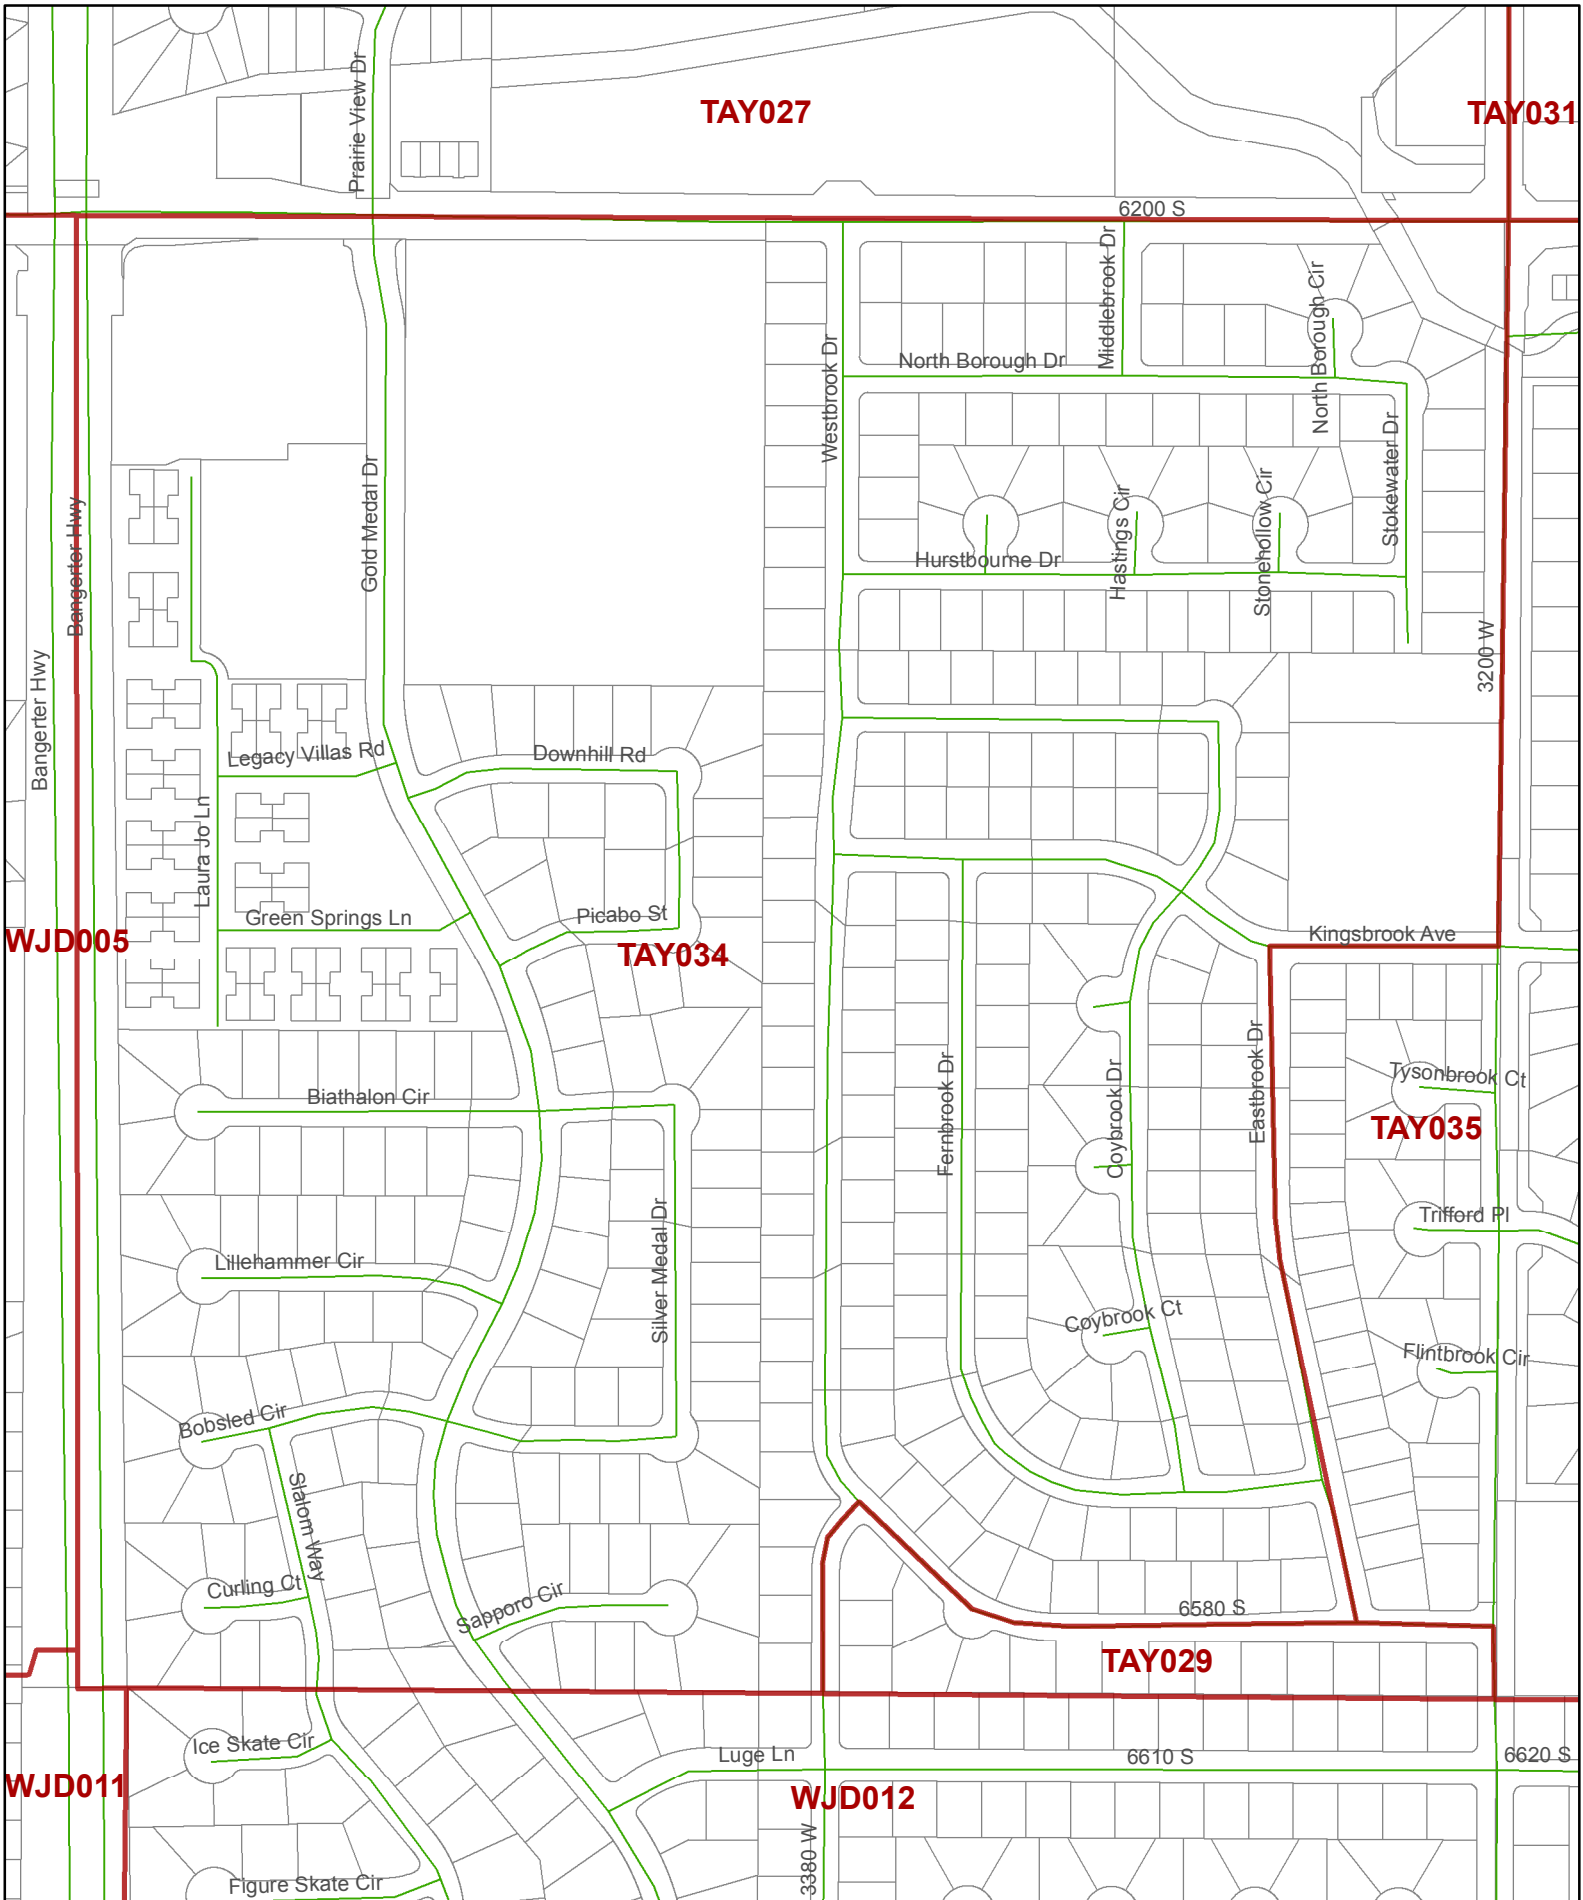 Prairie View Dr
TAY027
TAY031
6200 S
Middlebrook Dr
North Borough Cir
Westbrook Dr
North Borough Dr
Stokewater Dr
Gold Medal Dr
Bangerter Hwy
Hastings Cir
Stonehollow Cir
Hurstbourne Dr
3200 W
Bangerter Hwy
Legacy Villas Rd
Downhill Rd
Laura Jo Ln
Green Springs Ln
Picabo St
WJD005
TAY034
Kingsbrook Ave
Biathalon Cir
Fernbrook Dr
Coybrook Dr
Eastbrook Dr
Tysonbrook Ct
TAY035
Trifford Pl
Lillehammer Cir
Silver Medal Dr
Coybrook Ct
Flintbrook Cir
Bobsled Cir
Slalom Way
Curling Ct
Sapporo Cir
6580 S
TAY029
Ice Skate Cir
Luge Ln
6610 S
6620 S
WJD011
WJD012
3380 W
Figure Skate Cir